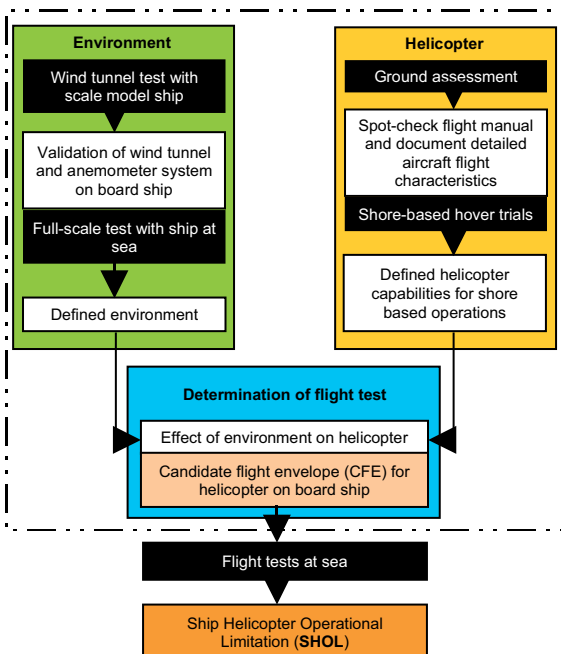 Environment
Wind tunnel test with
scale model ship
Validation of wind tunnel
and anemometer system
on board ship
Full-scale test with ship at
sea
Defined environment
Helicopter
Ground assessment
Spot-check flight manual
and document detailed
aircraft flight
characteristics
Shore-based hover trials
Defined helicopter
capabilities for shore
based operations
Determination of flight test
Effect of environment on helicopter
Candidate flight envelope (CFE) for
helicopter on board ship
Flight tests at sea
Ship Helicopter Operational
Limitation (SHOL)